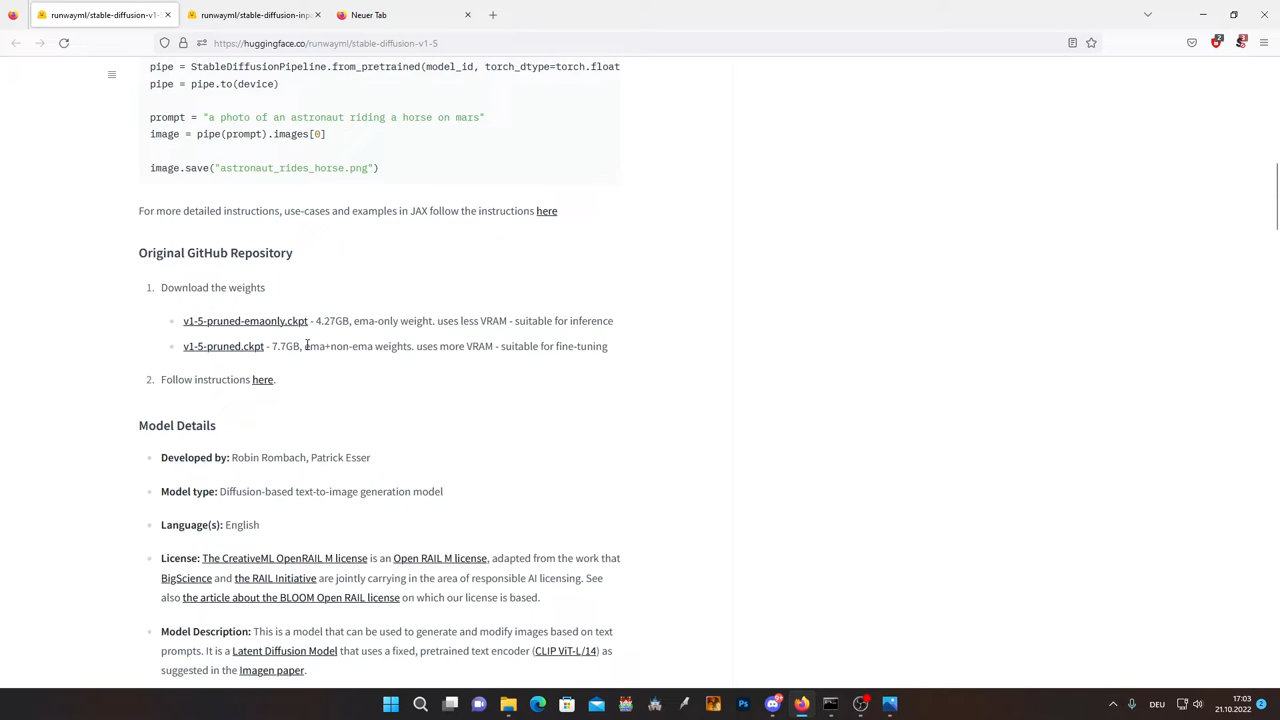 runwayml/stable-diffusion-v1-
runwayml/stable-diffusion-inp
Neuer Tab
https://huggingface.co/runwayml/stable-diffusion-v1-5
2
pipe = StableDiffusionPipeline.from_pretrained(model_id, torch_dtype=torch.float
pipe = pipe.to(device)
prompt = "a photo of an astronaut riding a horse on mars"
image = pipe(prompt).images[0]
image.save("astronaut_rides_horse.png")
For more detailed instructions, use-cases and examples in JAX follow the instructions here
Original GitHub Repository
1. Download the weights
v1-5-pruned-emaonly.ckpt - 4.27GB, ema-only weight. uses less VRAM - suitable for inference
v1-5-pruned.ckpt - 7.7GB, ema+non-ema weights. uses more VRAM - suitable for fine-tuning
2. Follow instructions here.
Model Details
Developed by: Robin Rombach, Patrick Esser
Model type: Diffusion-based text-to-image generation model
Language(s): English
License: The CreativeML OpenRAIL M license is an Open RAIL M license, adapted from the work that
BigScience and the RAIL Initiative are jointly carrying in the area of responsible AI licensing. See
also the article about the BLOOM Open RAIL license on which our license is based.
Model Description: This is a model that can be used to generate and modify images based on text
prompts. It is a Latent Diffusion Model that uses a fixed, pretrained text encoder (CLIP ViT-L/14) as
suggested in the Imagen paper.
Ps
DEU
17:03
21.10.2022